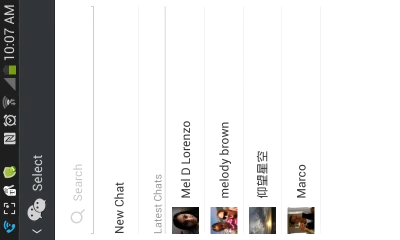 10:07 AM
Select
Search
New Chat
Latest Chats
Mel D Lorenzo
melody brown
仰望星空
Marco